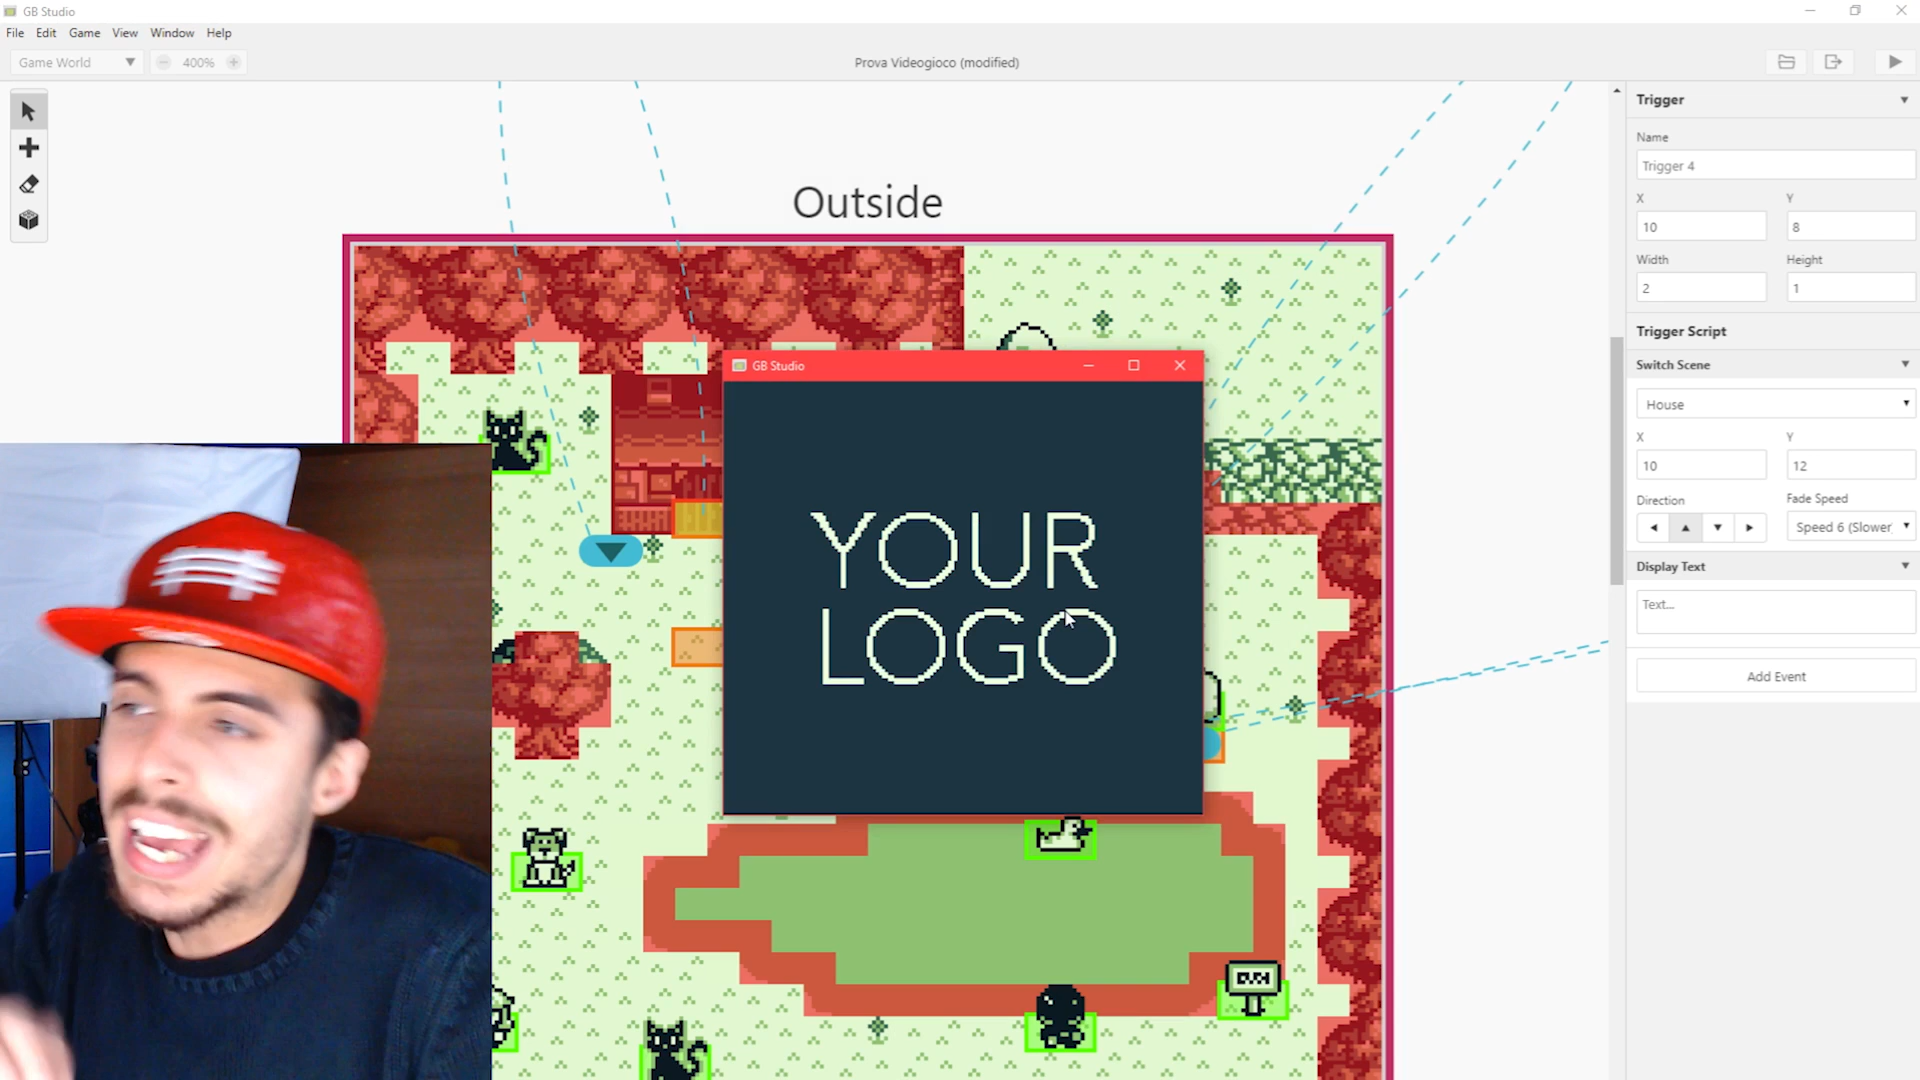 GB Studio
File Edit Game View Window Help
Game World 400% Prova Videogioco (modified)
Trigger
Name
Trigger 4
X Y
10 8
Width Height
2 1
Trigger Script
Switch Scene
House
X Y
10 12
Direction Fade Speed
Speed 6 (Slower
Display Text
Text...
Add Event
Outside
GB Studio
YOUR
LOGO